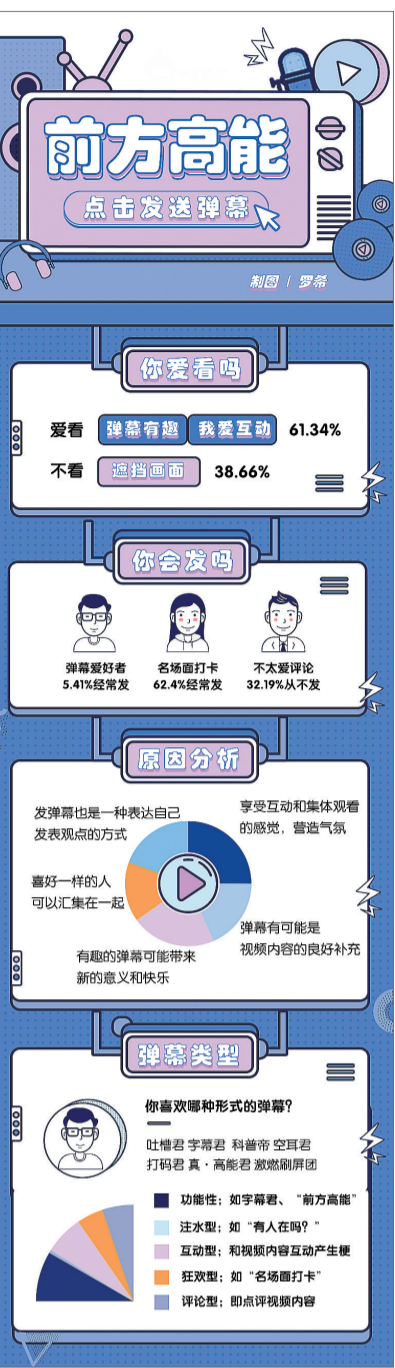 前方高能
点击发送弹幕
制图 / 罗希
你爱看吗
爱看 弹幕有趣 我爱互动 61.34%
不看 遮挡画面 38.66%
你会发吗
弹幕爱好者 名场面打卡 不太爱评论
5.41%经常发 62.4%经常发 32.19%从不发
原因分析
发弹幕也是一种表达自己
发表观点的方式
享受互动和集体观看
的感觉，营造气氛
喜好一样的人
可以汇集在一起
弹幕有可能是
视频内容的良好补充
有趣的弹幕可能带来
新的意义和快乐
弹幕类型
你喜欢哪种形式的弹幕？
吐槽君 字幕君 科普帝 空耳君
打码君 真·高能君 激燃刷屏团
功能性：如字幕君、“前方高能”
注水型：如“有人在吗？”
互动型：和视频内容互动产生梗
狂欢型：如“名场面打卡”
评论型：即点评视频内容